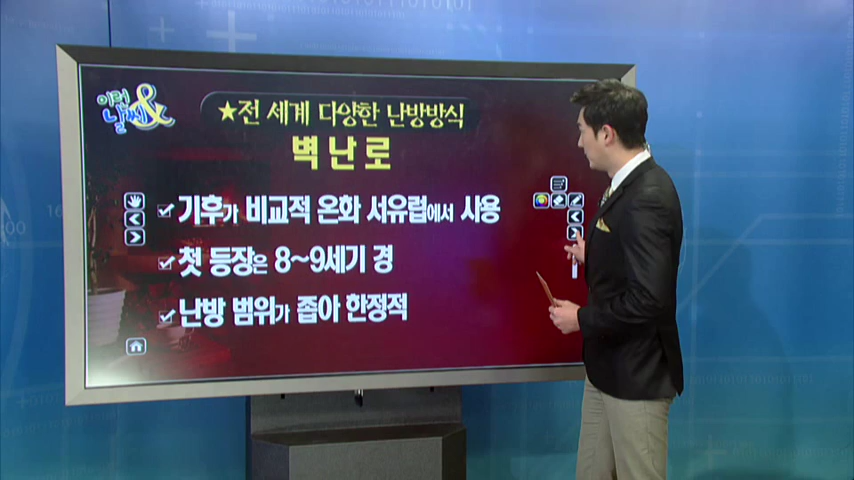 이런
날씨&
★전 세계 다양한 난방방식
벽난로
기후가 비교적 온화 서유럽에서 사용
첫 등장은 8~9세기 경
난방 범위가 좁아 한정적